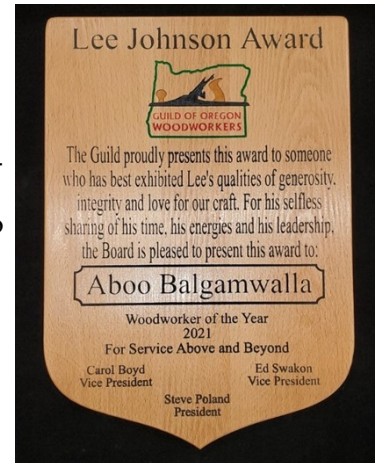 Lee Johnson Award
GUILD OF OREGON
WOODWORKERS
The Guild proudly presents this award to someone
who has best exhibited Lee's qualities of generosity,
integrity and love for our craft. For his selfless
sharing of his time, his energies and his leadership,
the Board is pleased to present this award to:
Aboo Balgamwalla
Woodworker of the Year
2021
For Service Above and Beyond
Carol Boyd
Vice President
Ed Swakon
Vice President
Steve Poland
President